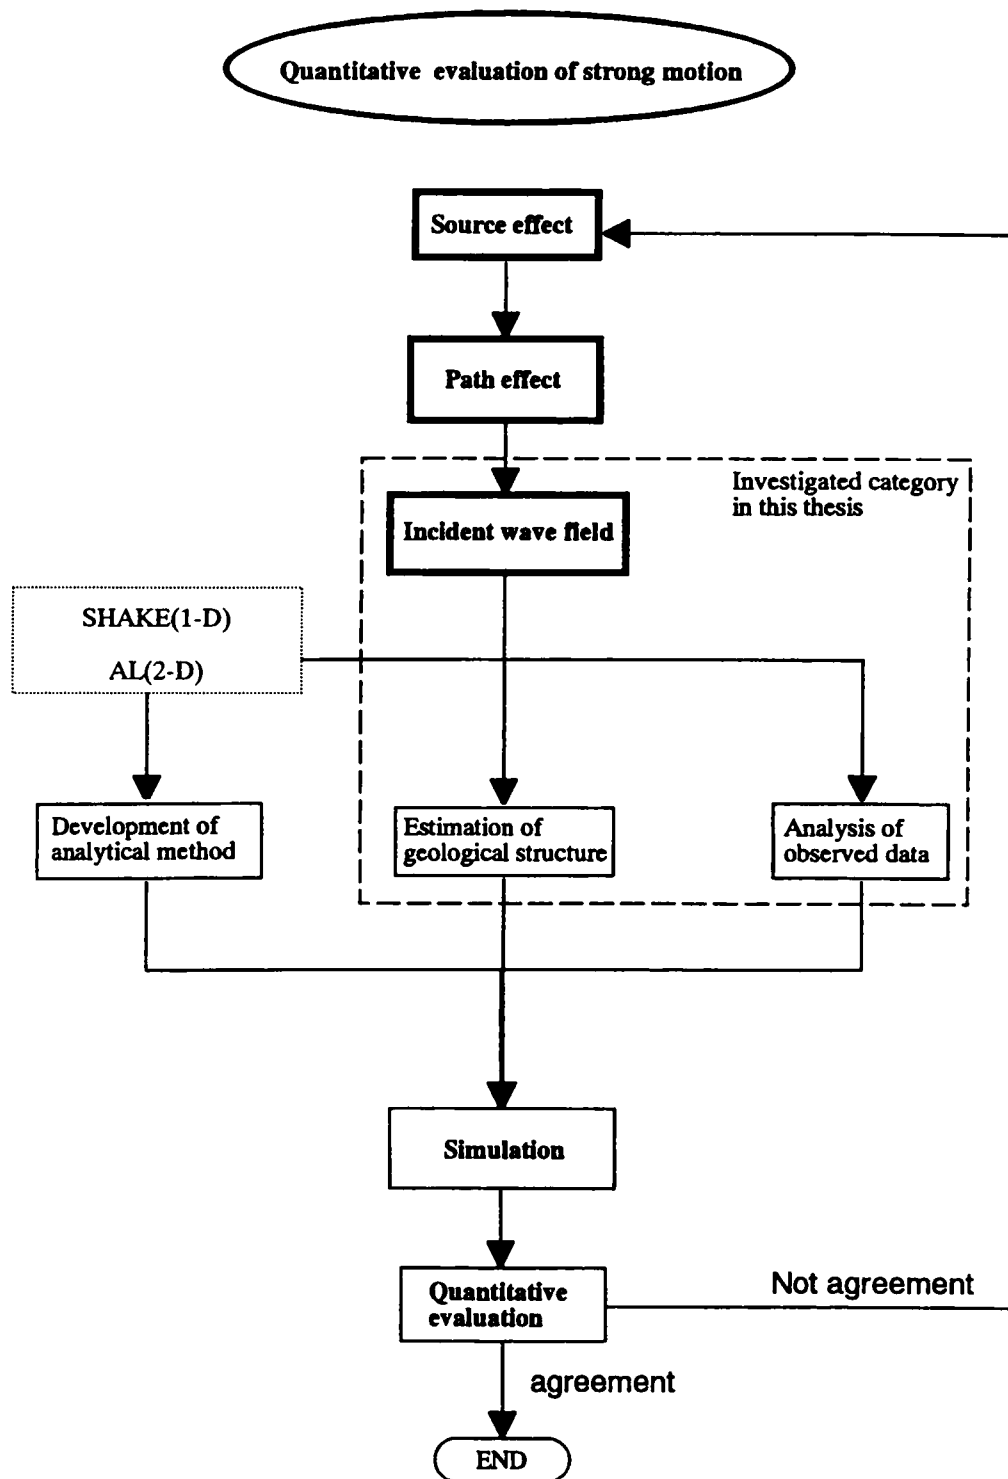 Quantitative evaluation of strong motion
Source effect
Path effect
Investigated category
in this thesis
Incident wave field
SHAKE(1-D)
AL(2-D)
Development of
analytical method
Estimation of
geological structure
Analysis of
observed data
Simulation
Quantitative
evaluation
Not agreement
agreement
END